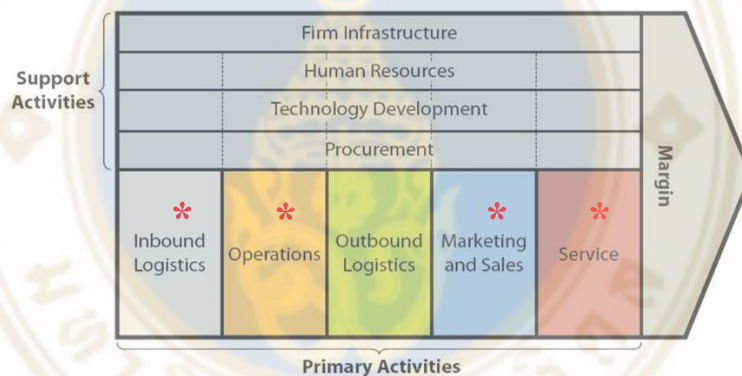 Firm Infrastructure
Support
Activities
Human Resources
Technology Development
Procurement
Margin
*
*
*
*
Inbound
Logistics
Operations
Outbound
Logistics
Marketing
and Sales
Service
Primary Activities